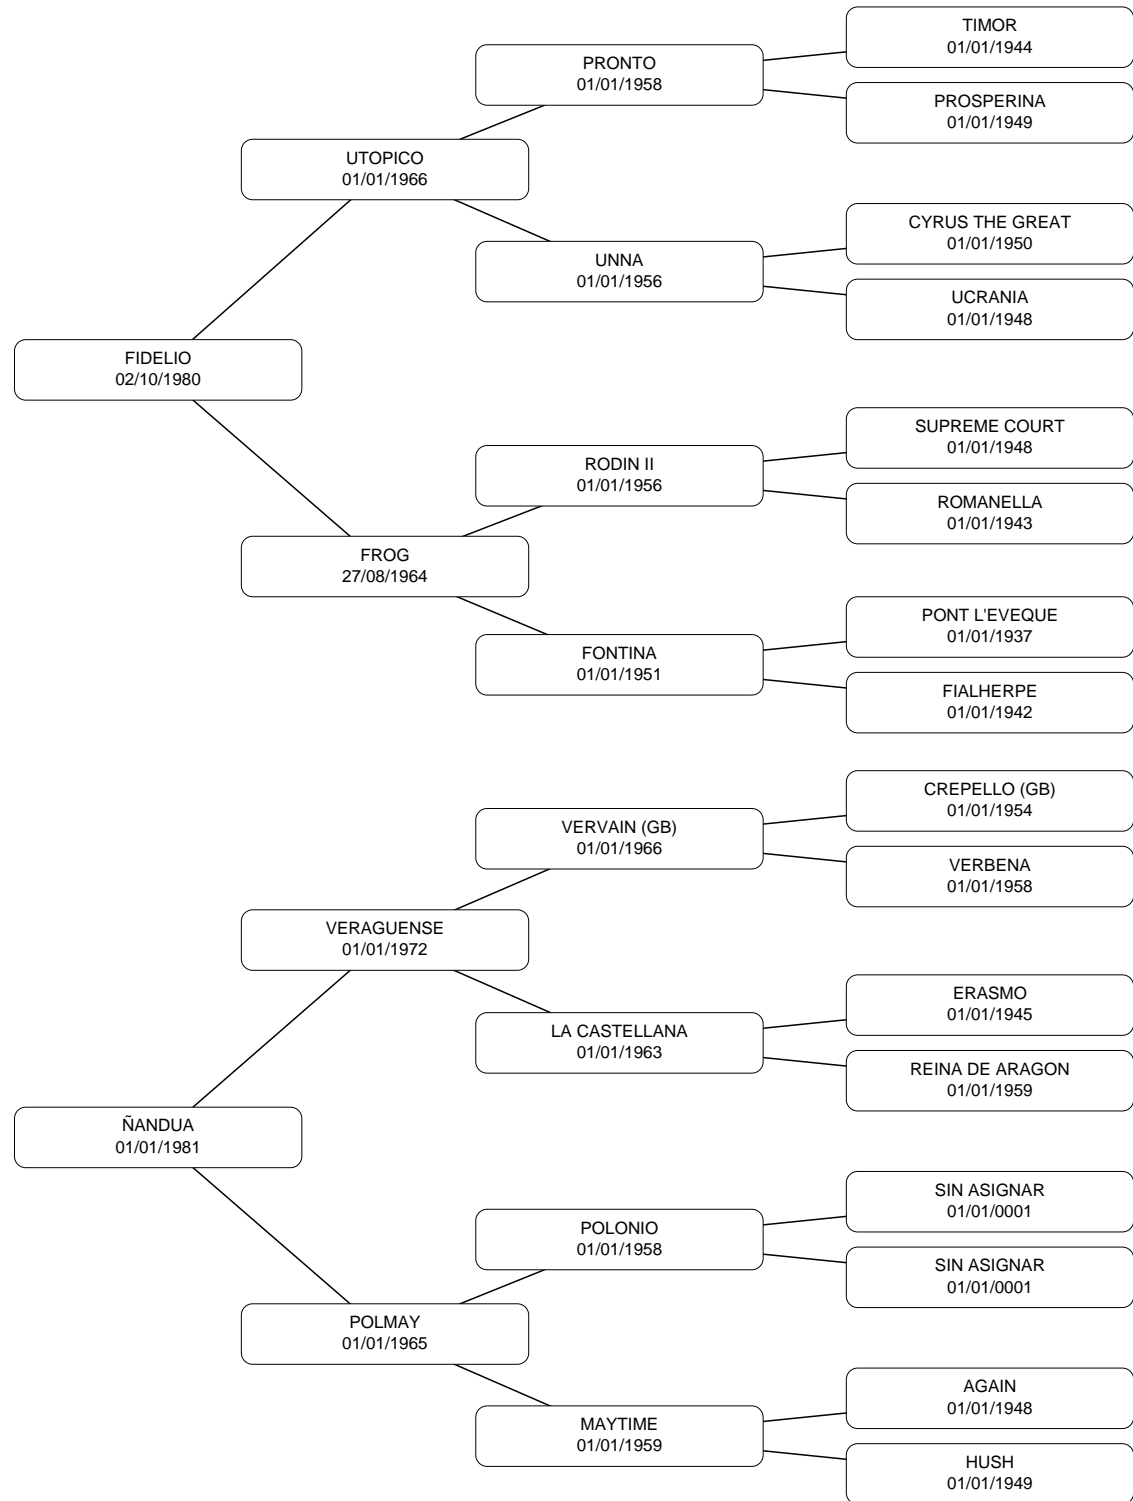 TIMOR
01/01/1944
PRONTO
01/01/1958
PROSPERINA
01/01/1949
UTOPICO
01/01/1966
CYRUS THE GREAT
01/01/1950
UNNA
01/01/1956
UCRANIA
01/01/1948
FIDELIO
02/10/1980
SUPREME COURT
01/01/1948
RODIN II
01/01/1956
ROMANELLA
01/01/1943
FROG
27/08/1964
PONT L'EVEQUE
01/01/1937
FONTINA
01/01/1951
FIALHERPE
01/01/1942
CREPELLO (GB)
01/01/1954
VERVAIN (GB)
01/01/1966
VERBENA
01/01/1958
VERAGUENSE
01/01/1972
ERASMO
01/01/1945
LA CASTELLANA
01/01/1963
REINA DE ARAGON
01/01/1959
ÑANDUA
01/01/1981
SIN ASIGNAR
01/01/0001
POLONIO
01/01/1958
SIN ASIGNAR
01/01/0001
POLMAY
01/01/1965
AGAIN
01/01/1948
MAYTIME
01/01/1959
HUSH
01/01/1949